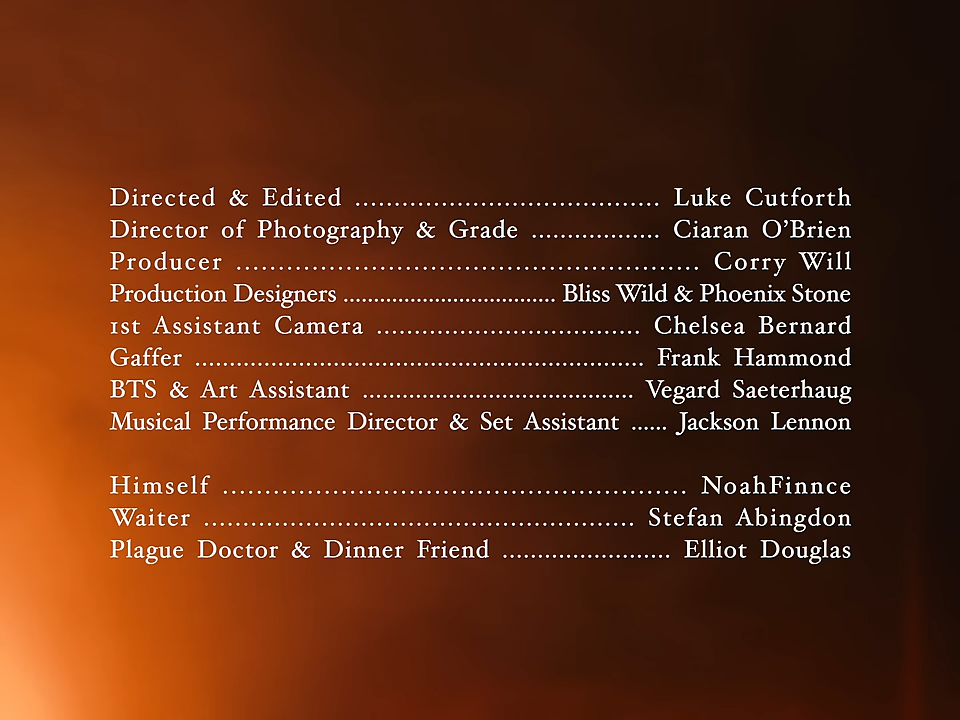 Directed & Edited ..................................... Luke Cutforth
Director of Photography & Grade .................. Ciaran O’Brien
Producer ...................................................... Corry Will
Production Designers .................................. Bliss Wild & Phoenix Stone
1st Assistant Camera .................................... Chelsea Bernard
Gaffer ................................................................ Frank Hammond
BTS & Art Assistant ......................................... Vegard Saeterhaug
Musical Performance Director & Set Assistant ...... Jackson Lennon
Himself ...................................................... NoahFinnce
Waiter ...................................................... Stefan Abingdon
Plague Doctor & Dinner Friend ........................ Elliot Douglas